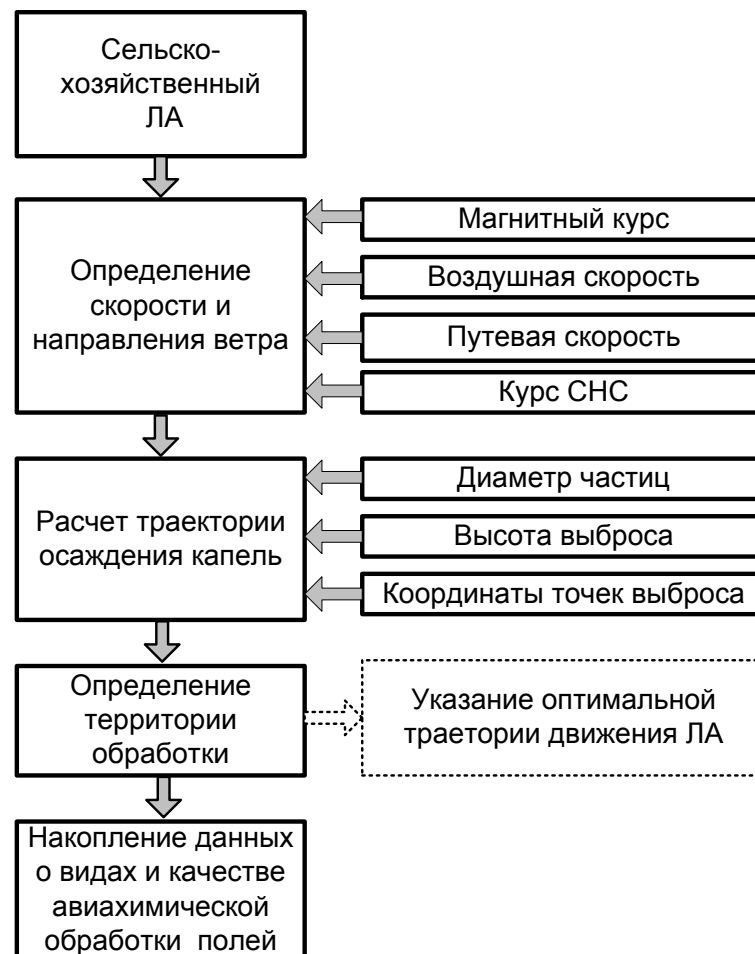 Сельско-
хозяйственный
ЛА
Определение
скорости и
направления ветра
Магнитный курс
Воздушная скорость
Путевая скорость
Курс СНС
Расчет траектории
осаждения капель
Диаметр частиц
Высота выброса
Координаты точек выброса
Определение
территории
обработки
Указание оптимальной
траетории движения ЛА
Накопление данных
о видах и качестве
авиахимической
обработки полей